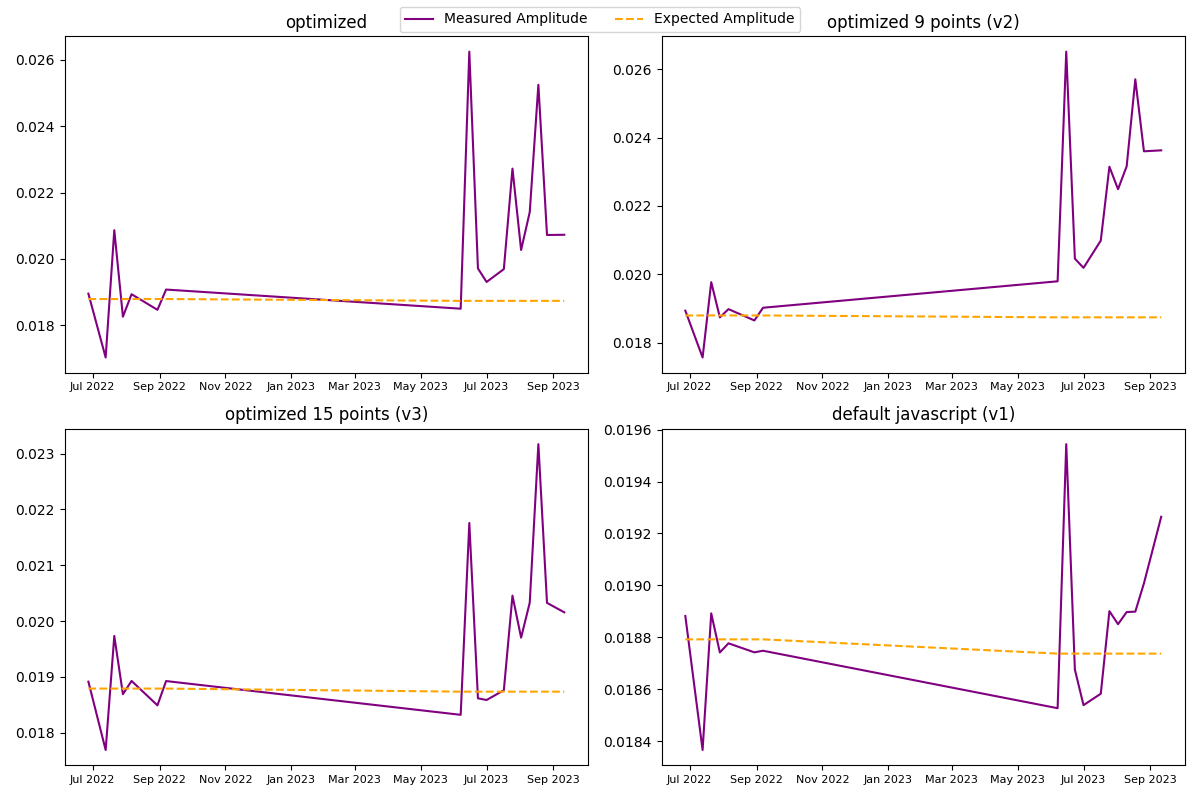 Measured Amplitude Expected Amplitude
optimized
0.026
0.024
0.022
0.020
0.018
Jul 2022 Sep 2022 Nov 2022 Jan 2023 Mar 2023 May 2023 Jul 2023 Sep 2023
optimized 9 points (v2)
0.026
0.024
0.022
0.020
0.018
Jul 2022 Sep 2022 Nov 2022 Jan 2023 Mar 2023 May 2023 Jul 2023 Sep 2023
optimized 15 points (v3)
0.023
0.022
0.021
0.020
0.019
0.018
Jul 2022 Sep 2022 Nov 2022 Jan 2023 Mar 2023 May 2023 Jul 2023 Sep 2023
default javascript (v1)
0.0196
0.0194
0.0192
0.0190
0.0188
0.0186
0.0184
Jul 2022 Sep 2022 Nov 2022 Jan 2023 Mar 2023 May 2023 Jul 2023 Sep 2023